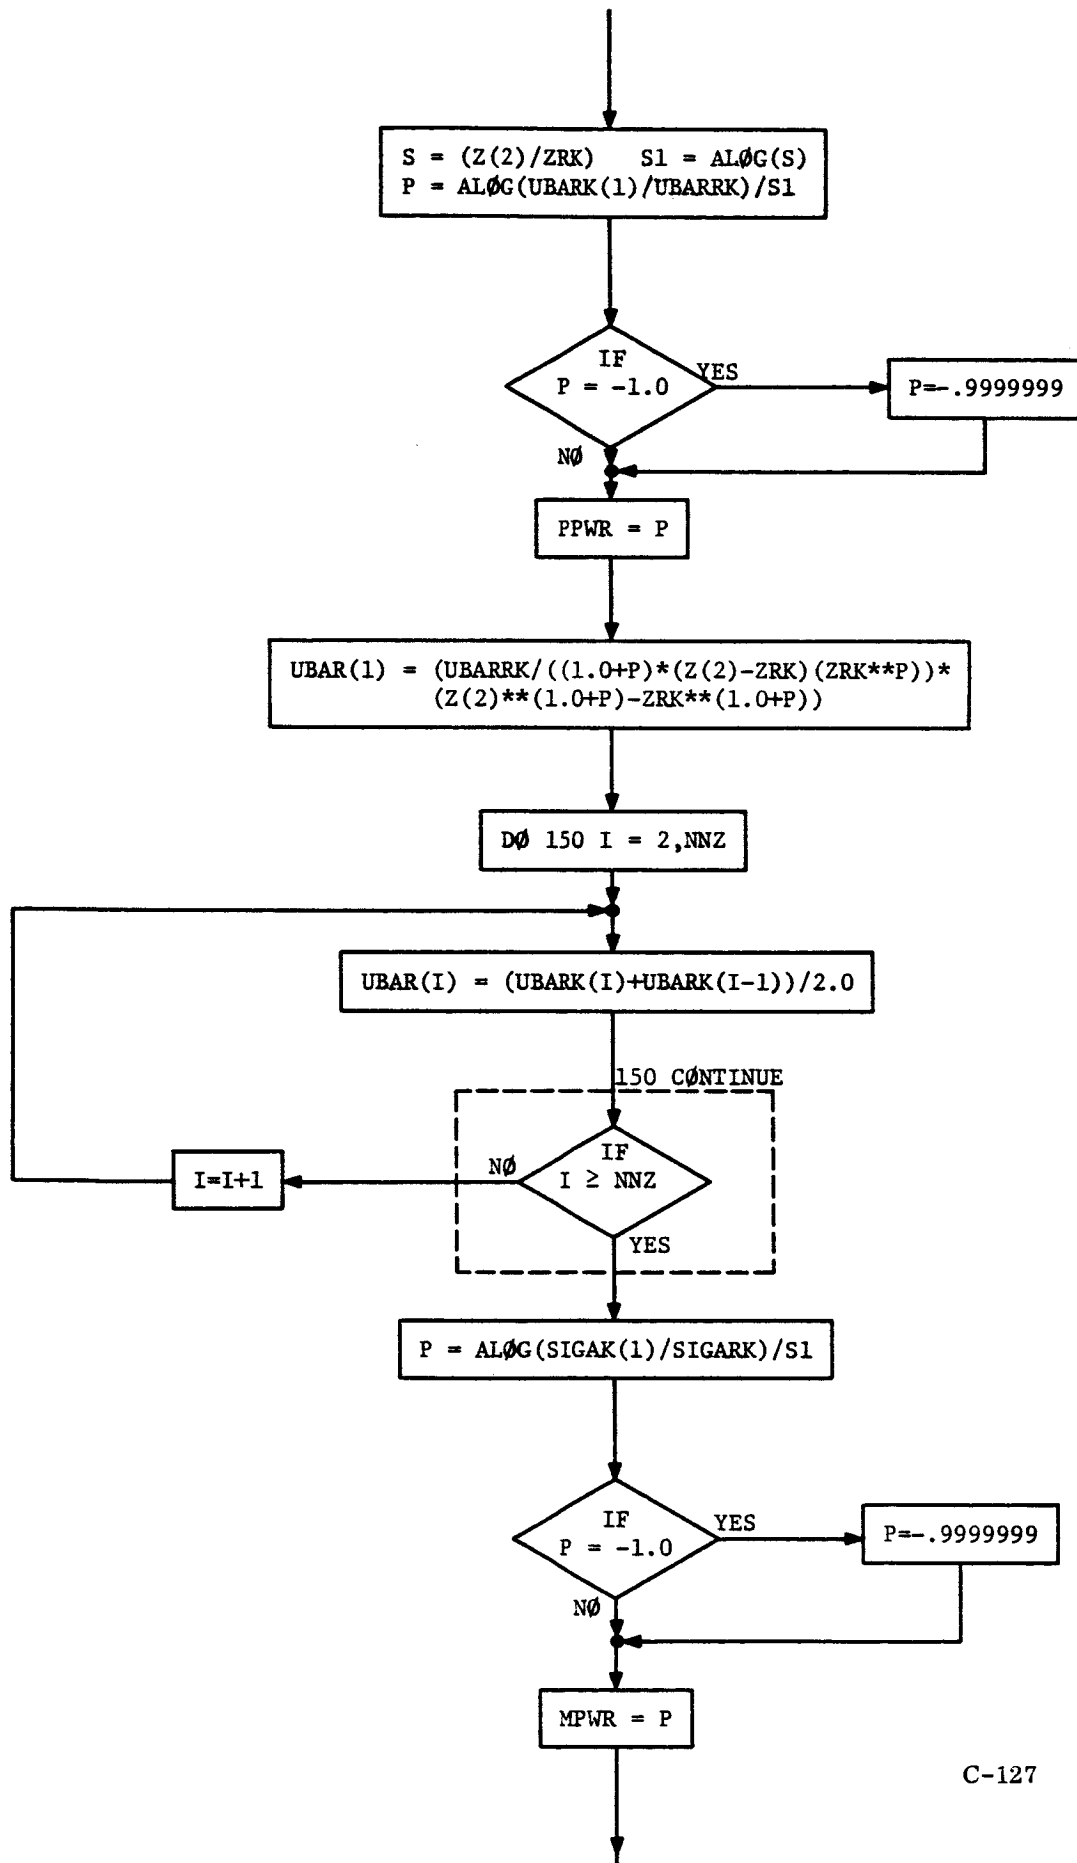 S = (Z(2)/ZRK)   S1 = ALØG(S)
P = ALØG(UBARK(1)/UBARRK)/S1
IF
P = -1.0
YES
P=-.9999999
NØ
PPWR = P
UBAR(1) = (UBARRK/((1.0+P)*(Z(2)-ZRK)(ZRK**P))*
(Z(2)**(1.0+P)-ZRK**(1.0+P))
DØ 150 I = 2,NNZ
UBAR(I) = (UBARK(I)+UBARK(I-1))/2.0
150 CØNTINUE
IF
I ≥ NNZ
NØ
I=I+1
YES
P = ALØG(SIGAK(1)/SIGARK)/S1
IF
P = -1.0
YES
P=-.9999999
NØ
MPWR = P
C-127